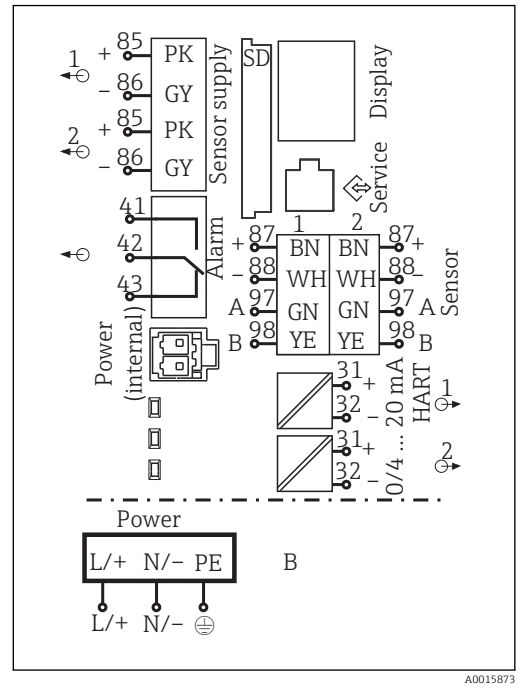 1
+ 85 PK
- 86 GY
2
+ 85 PK
- 86 GY
Sensor supply
SD
Display
Service
41
42
43
Alarm
1 2
+ 87 BN BN 87 +
- 88 WH WH 88 -
A 97 GN GN 97 A
B 98 YE YE 98 B
Sensor
Power
(internal)
31 +
32 -
31 +
32 -
0/4 ... 20 mA
HART
1
2
Power
L/+ N/- PE
L/+ N/-
B
A0015873